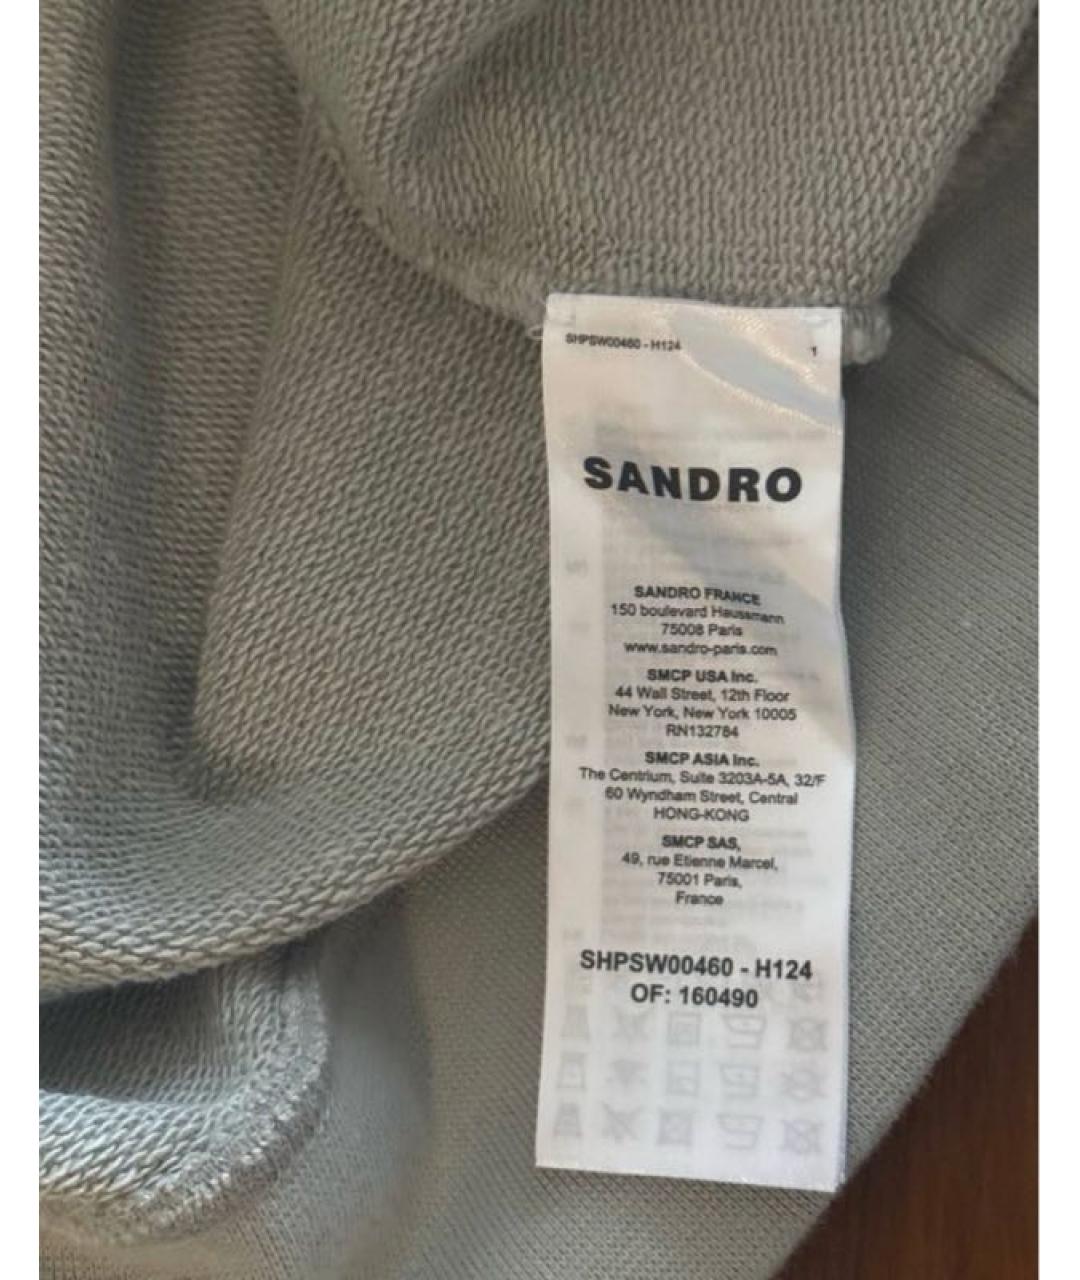 SHPSW00460 - H124 1
SANDRO
SANDRO FRANCE
150 boulevard Haussmann
75008 Paris
www.sandro-paris.com
SMCP USA Inc.
44 Wall Street, 12th Floor
New York, New York 10005
RN132784
SMCP ASIA Inc.
The Centrium, Suite 3203A-5A, 32/F
60 Wyndham Street, Central
HONG-KONG
SMCP SAS,
49, rue Etienne Marcel,
75001 Paris,
France
SHPSW00460 - H124
OF: 160490